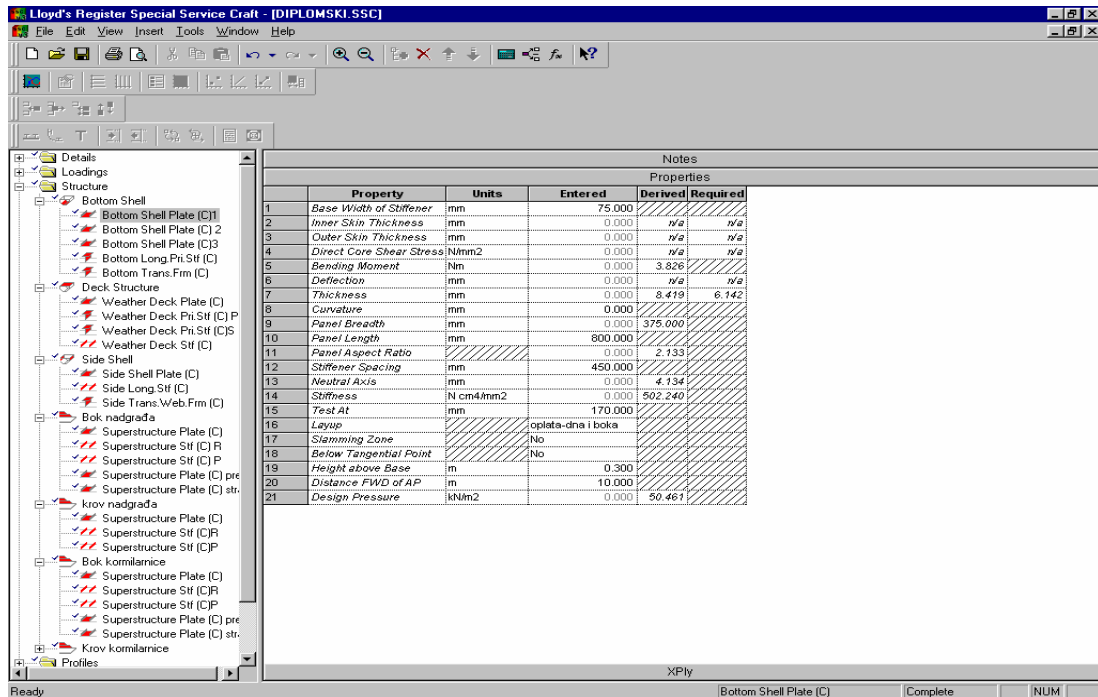 Lloyd's Register Special Service Craft - [DIPLOMSKI.SSC]
File Edit View Insert Tools Window Help
Details
Loadings
Structure
Bottom Shell
Bottom Shell Plate (C)1
Bottom Shell Plate (C) 2
Bottom Shell Plate (C)3
Bottom Long.Pri.Stf (C)
Bottom Trans.Frm (C)
Deck Structure
Weather Deck Plate (C)
Weather Deck Pri.Stf (C) P
Weather Deck Pri.Stf (C)S
Weather Deck Stf (C)
Side Shell
Side Shell Plate (C)
Side Long.Stf (C)
Side Trans.Web.Frm (C)
Bok nadgrađa
Superstructure Plate (C)
Superstructure Stf (C) R
Superstructure Stf (C) P
Superstructure Plate (C) pre
Superstructure Plate (C) str
krov nadgrađa
Superstructure Plate (C)
Superstructure Stf (C)R
Superstructure Stf (C)P
Bok kormilarnice
Superstructure Plate (C)
Superstructure Stf (C)R
Superstructure Stf (C)P
Superstructure Plate (C) pre
Superstructure Plate (C) str
Krov kormilarnice
Profiles
Notes
Properties
Property Units Entered Derived Required
1 Base Width of Stiffener mm 75.000
2 Inner Skin Thickness mm 0.000 n/a n/a
3 Outer Skin Thickness mm 0.000 n/a n/a
4 Direct Core Shear Stress N/mm2 0.000 n/a n/a
5 Bending Moment Nm 0.000 3.826
6 Deflection mm 0.000 n/a n/a
7 Thickness mm 0.000 8.419 6.142
8 Curvature mm 0.000
9 Panel Breadth mm 0.000 375.000
10 Panel Length mm 800.000
11 Panel Aspect Ratio 0.000 2.133
12 Stiffener Spacing mm 450.000
13 Neutral Axis mm 0.000 4.134
14 Stiffness N cm4/mm2 0.000 502.240
15 Test At mm 170.000
16 Layup oplata-dna i boka
17 Slamming Zone No
18 Below Tangential Point No
19 Height above Base m 0.300
20 Distance FWD of AP m 10.000
21 Design Pressure kN/m2 0.000 50.461
XPly
Ready Bottom Shell Plate (C) Complete NUM